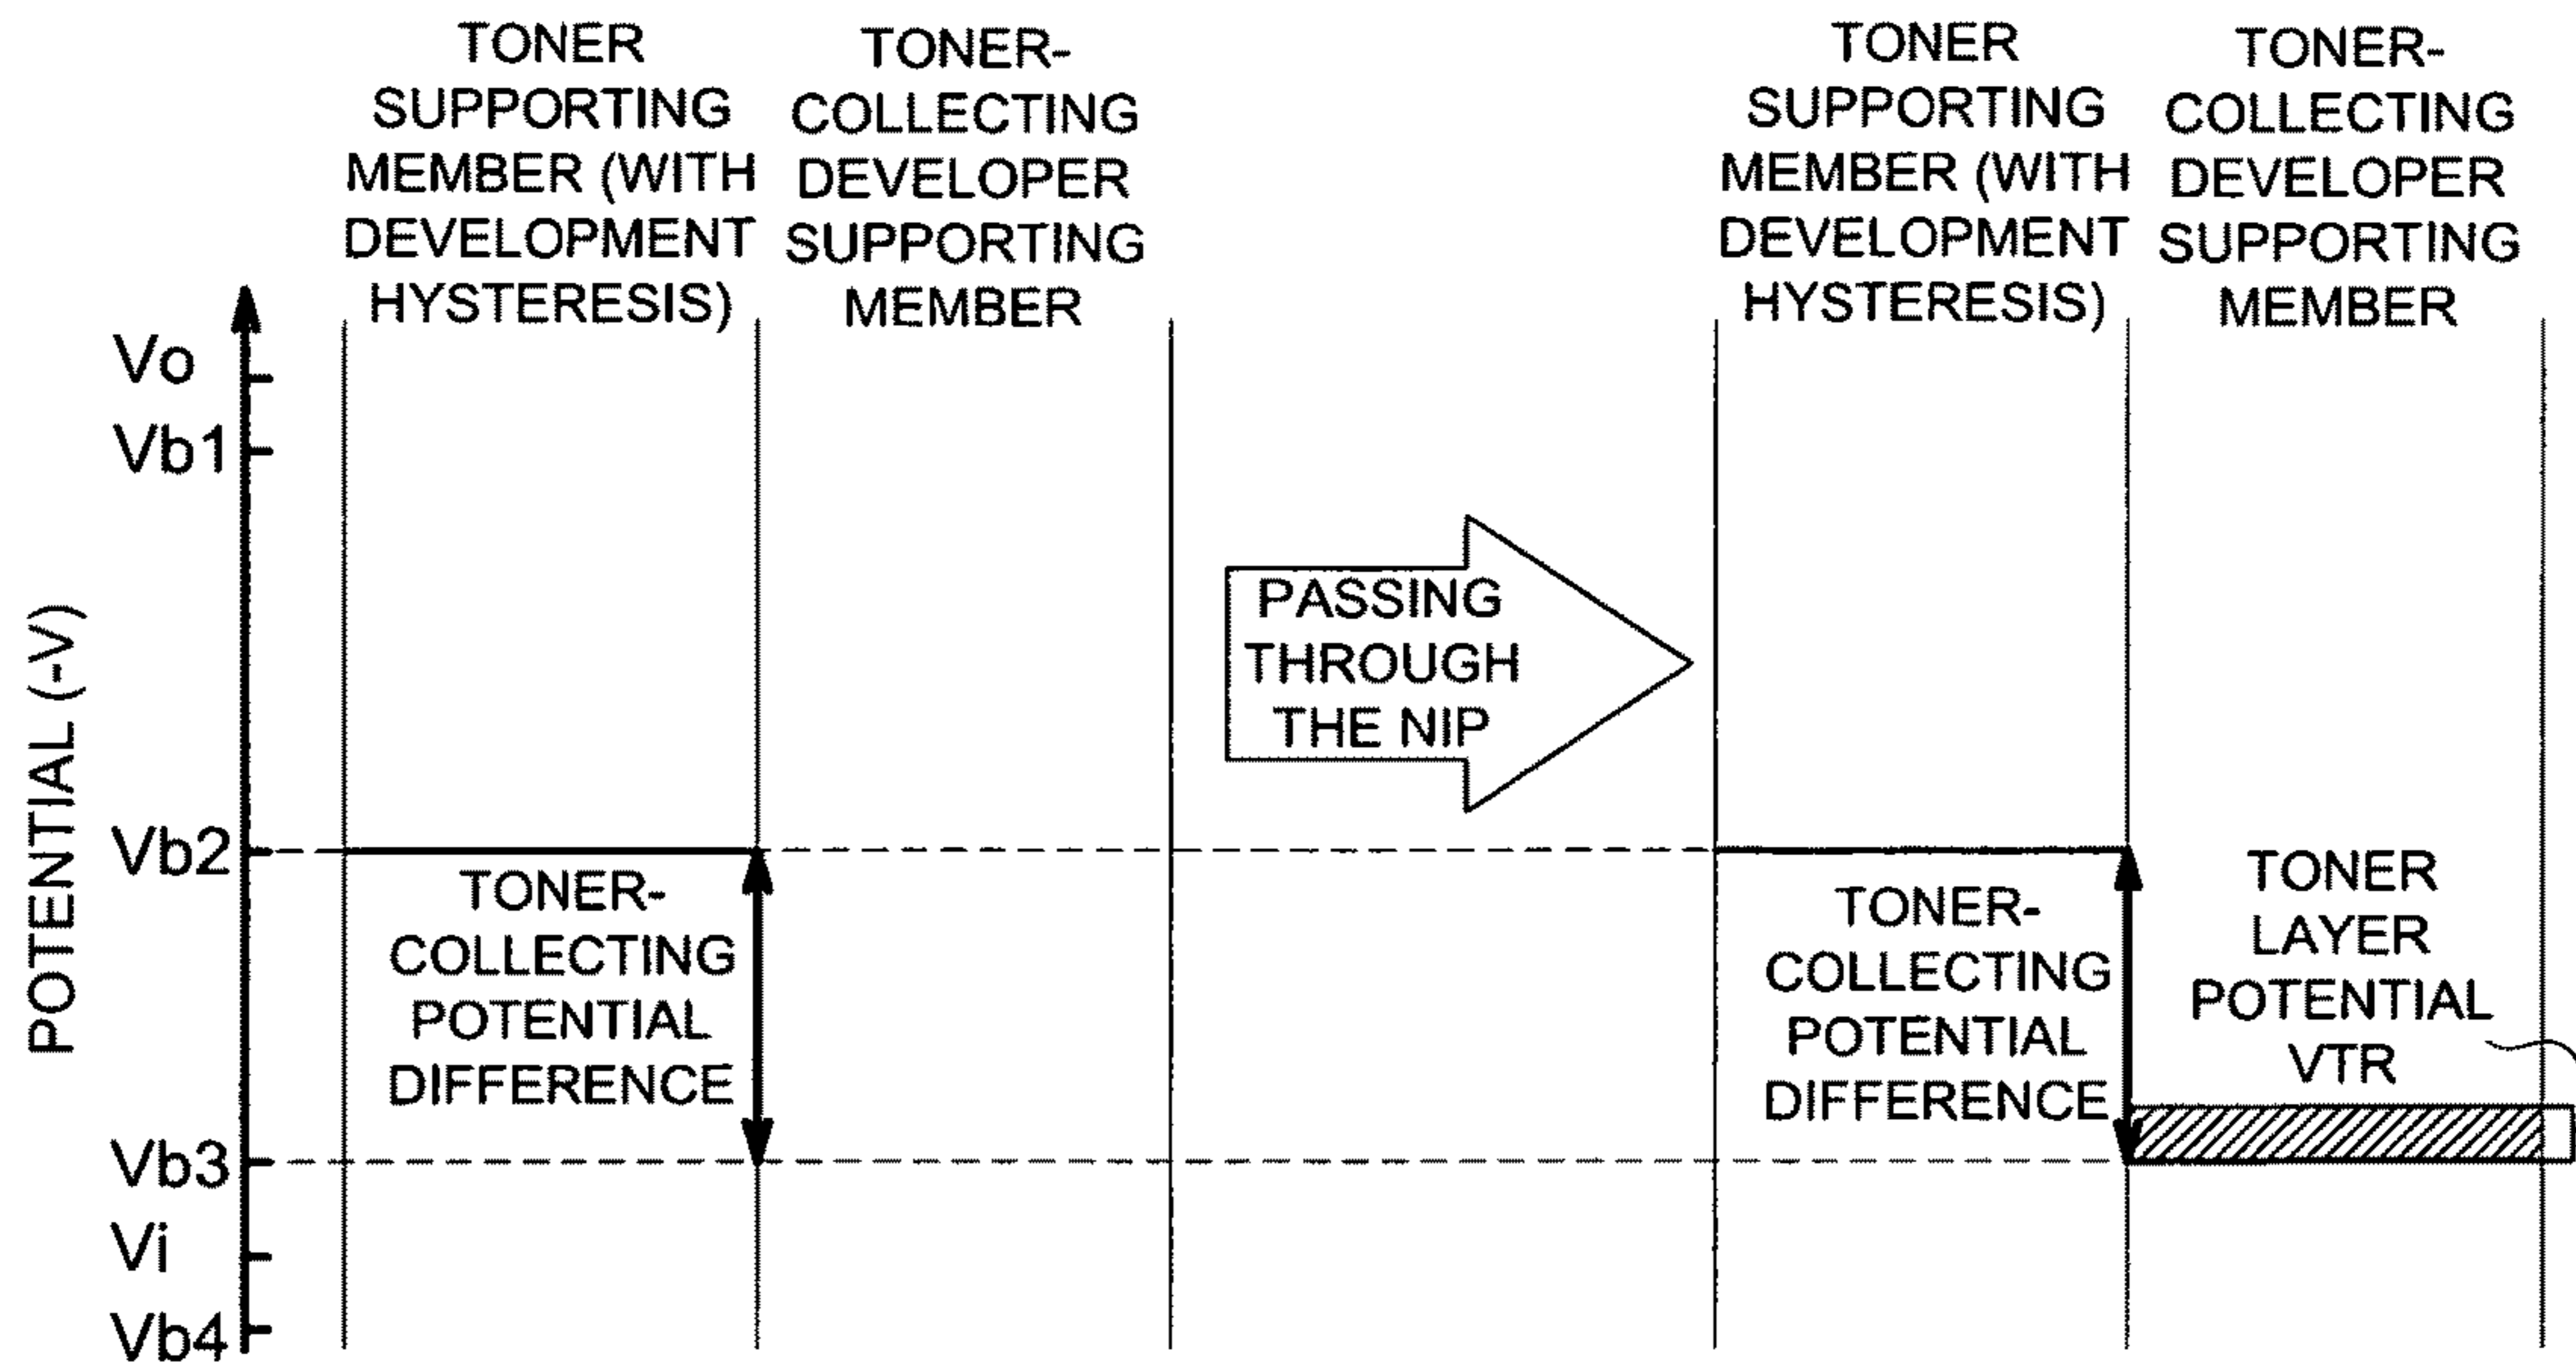 TONER
SUPPORTING
MEMBER (WITH
DEVELOPMENT
HYSTERESIS)
TONER-
COLLECTING
DEVELOPER
SUPPORTING
MEMBER
TONER
SUPPORTING
MEMBER (WITH
DEVELOPMENT
HYSTERESIS)
TONER-
COLLECTING
DEVELOPER
SUPPORTING
MEMBER
POTENTIAL (-V)
Vo
Vb1
Vb2
Vb3
Vi
Vb4
TONER-
COLLECTING
POTENTIAL
DIFFERENCE
PASSING
THROUGH
THE NIP
TONER-
COLLECTING
POTENTIAL
DIFFERENCE
TONER
LAYER
POTENTIAL
VTR